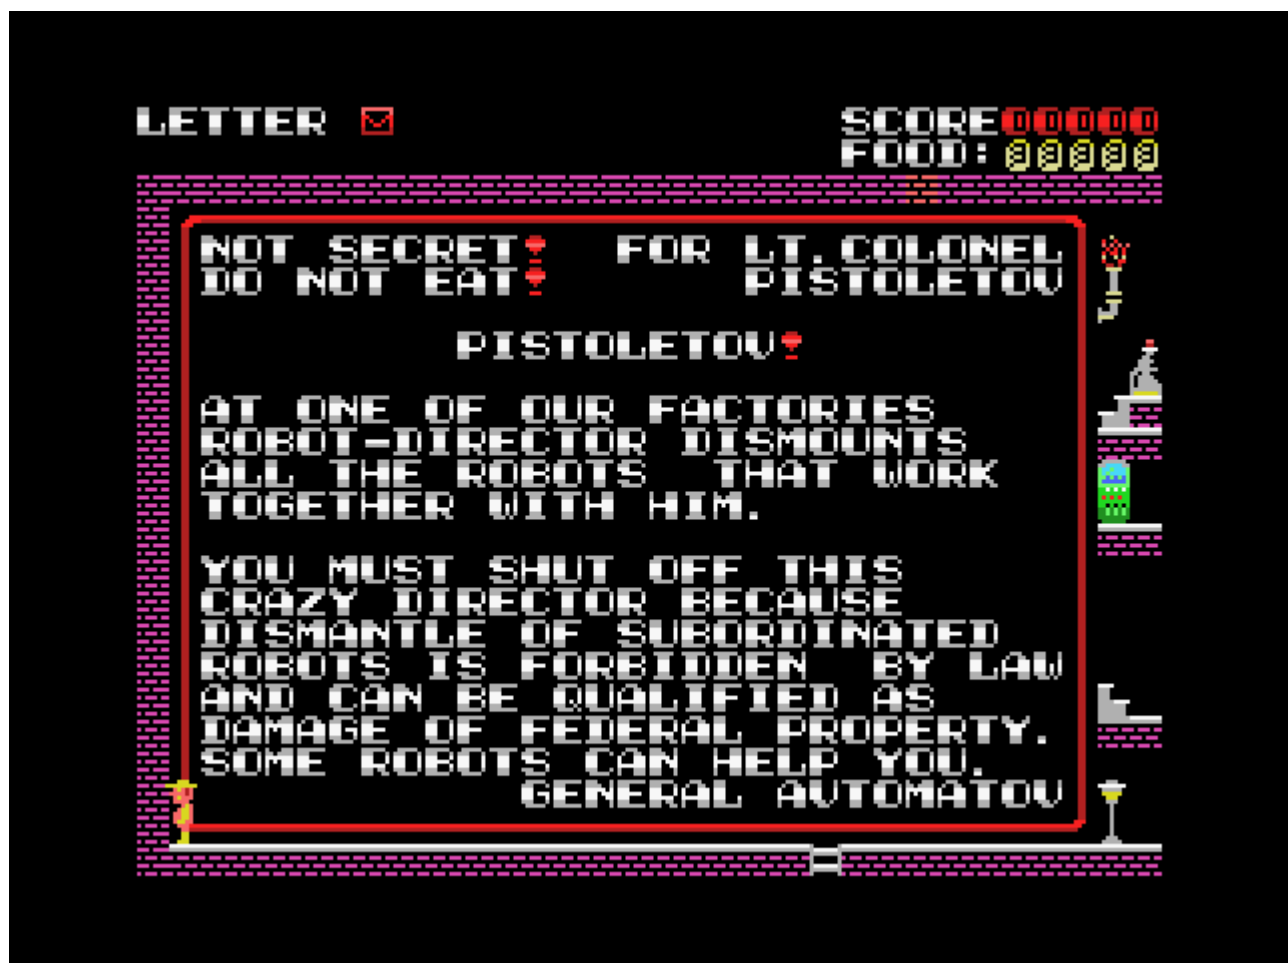 LETTER
SCORE00000
FOOD:
NOT SECRET! FOR LT.COLONEL
DO NOT EAT! PISTOLETOV
PISTOLETOV!
AT ONE OF OUR FACTORIES
ROBOT-DIRECTOR DISMOUNTS
ALL THE ROBOTS THAT WORK
TOGETHER WITH HIM.
YOU MUST SHUT OFF THIS
CRAZY DIRECTOR BECAUSE
DISMANTLE OF SUBORDINATED
ROBOTS IS FORBIDDEN BY LAW
AND CAN BE QUALIFIED AS
DAMAGE OF FEDERAL PROPERTY.
SOME ROBOTS CAN HELP YOU.
GENERAL AVTOMATOV